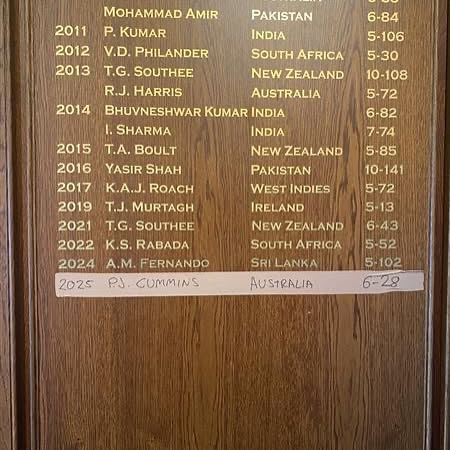 Mohammad Amir Pakistan 6-84
2011 P. Kumar India 5-106
2012 V.D. Philander South Africa 5-30
2013 T.G. Southee New Zealand 10-108
R.J. Harris Australia 5-72
2014 Bhuvneshwar Kumar India 6-82
I. Sharma India 7-74
2015 T.A. Boult New Zealand 5-85
2016 Yasir Shah Pakistan 10-141
2017 K.A.J. Roach West Indies 5-72
2019 T.J. Murtagh Ireland 5-13
2021 T.G. Southee New Zealand 6-43
2022 K.S. Rabada South Africa 5-52
2024 A.M. Fernando Sri Lanka 5-102
2025 P.J. CUMMINS AUSTRALIA 6-28